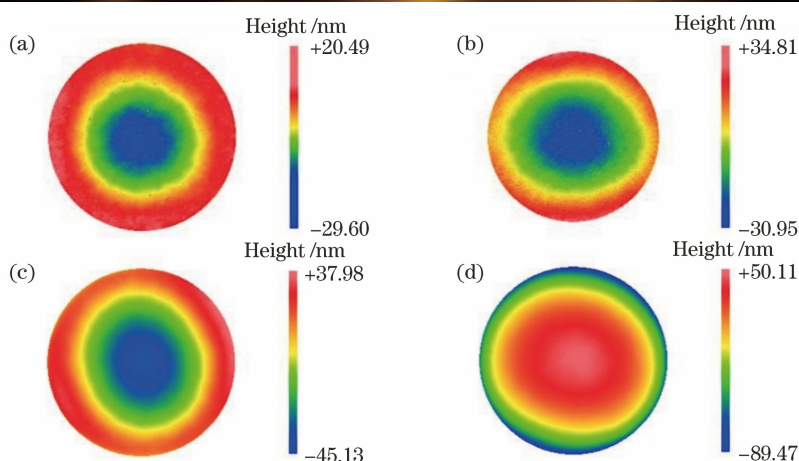 (a)
Height /nm
+20.49
−29.60
(b)
Height /nm
+34.81
−30.95
(c)
Height /nm
+37.98
−45.13
(d)
Height /nm
+50.11
−89.47